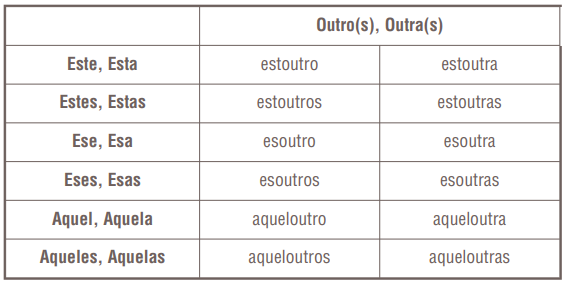 Outro(s), Outra(s)
Este, Esta estoutro estoutra
Estes, Estas estoutros estoutras
Ese, Esa esoutro esoutra
Eses, Esas esoutros esoutras
Aquel, Aquela aqueloutro aqueloutra
Aqueles, Aquelas aqueloutros aqueloutras